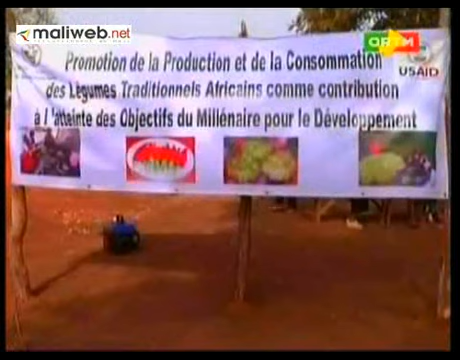 maliweb.net
ORTM
Promotion de la Production et de la Consommation
USAID
des Légumes Traditionnels Africains comme contribution
à l'atteinte des Objectifs du Millénaire pour le Développement